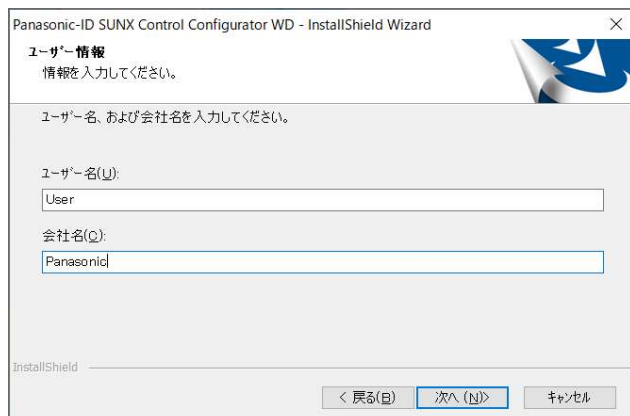 Panasonic-ID SUNX Control Configurator WD - InstallShield Wizard
ユーザー情報
情報を入力してください。
ユーザー名、および会社名を入力してください。
ユーザー名(U):
User
会社名(C):
Panasonic
InstallShield
< 戻る(B)
次へ (N)>
キャンセル